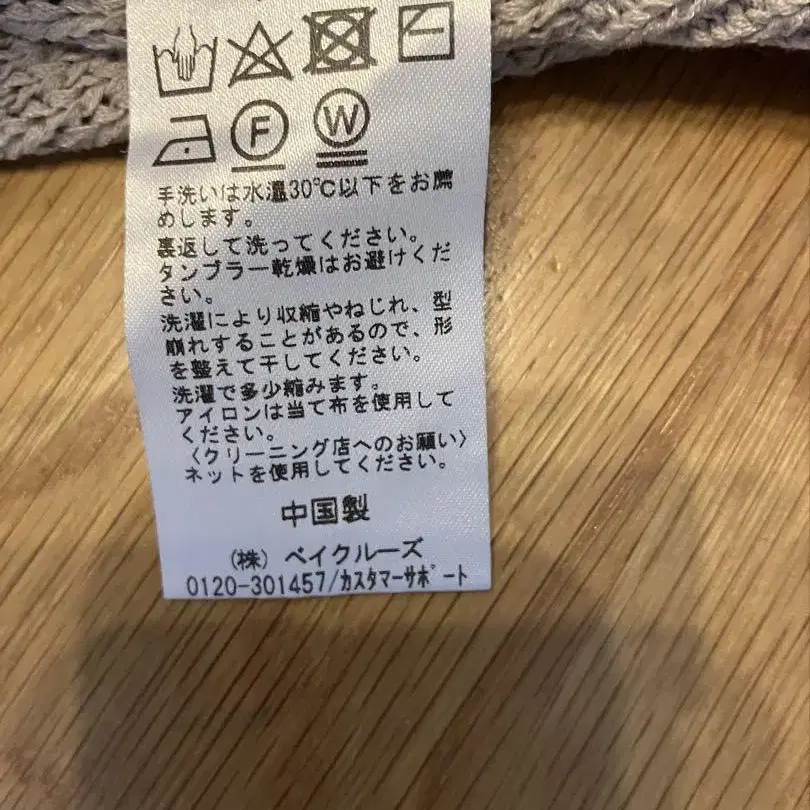 F W
手洗いは水温30℃以下をお薦
めします。
裏返して洗ってください。
タンブラー乾燥はお避けくだ
さい。
洗濯により収縮やねじれ、型
崩れすることがあるので、形
を整えて干してください。
洗濯で多少縮みます。
アイロンは当て布を使用して
ください。
〈クリーニング店へのお願い〉
ネットを使用してください。
中国製
(株) ベイクルーズ
0120-301457/カスタマーサポート